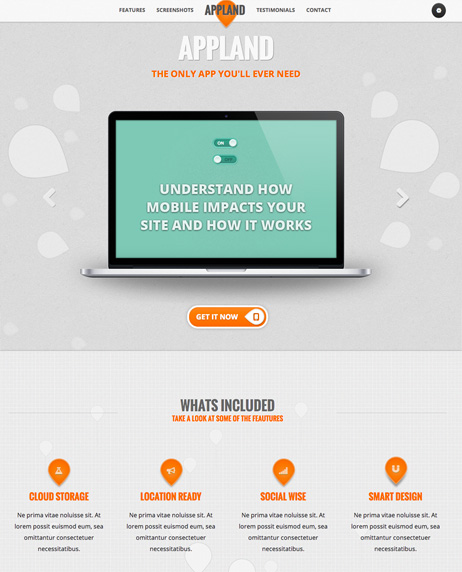 FEATURES SCREENSHOTS APPLAND TESTIMONIALS CONTACT
APPLAND
THE ONLY APP YOU'LL EVER NEED
ON
OFF
UNDERSTAND HOW
MOBILE IMPACTS YOUR
SITE AND HOW IT WORKS
GET IT NOW
WHATS INCLUDED
TAKE A LOOK AT SOME OF THE FEAUTURES
CLOUD STORAGE
Ne prima vitae noluisse sit. At
lorem possit euismod eum, sea
omittantur consectetuer
necessitatibus.
LOCATION READY
Ne prima vitae noluisse sit. At
lorem possit euismod eum, sea
omittantur consectetuer
necessitatibus.
SOCIAL WISE
Ne prima vitae noluisse sit. At
lorem possit euismod eum, sea
omittantur consectetuer
necessitatibus.
SMART DESIGN
Ne prima vitae noluisse sit. At
lorem possit euismod eum, sea
omittantur consectetuer
necessitatibus.